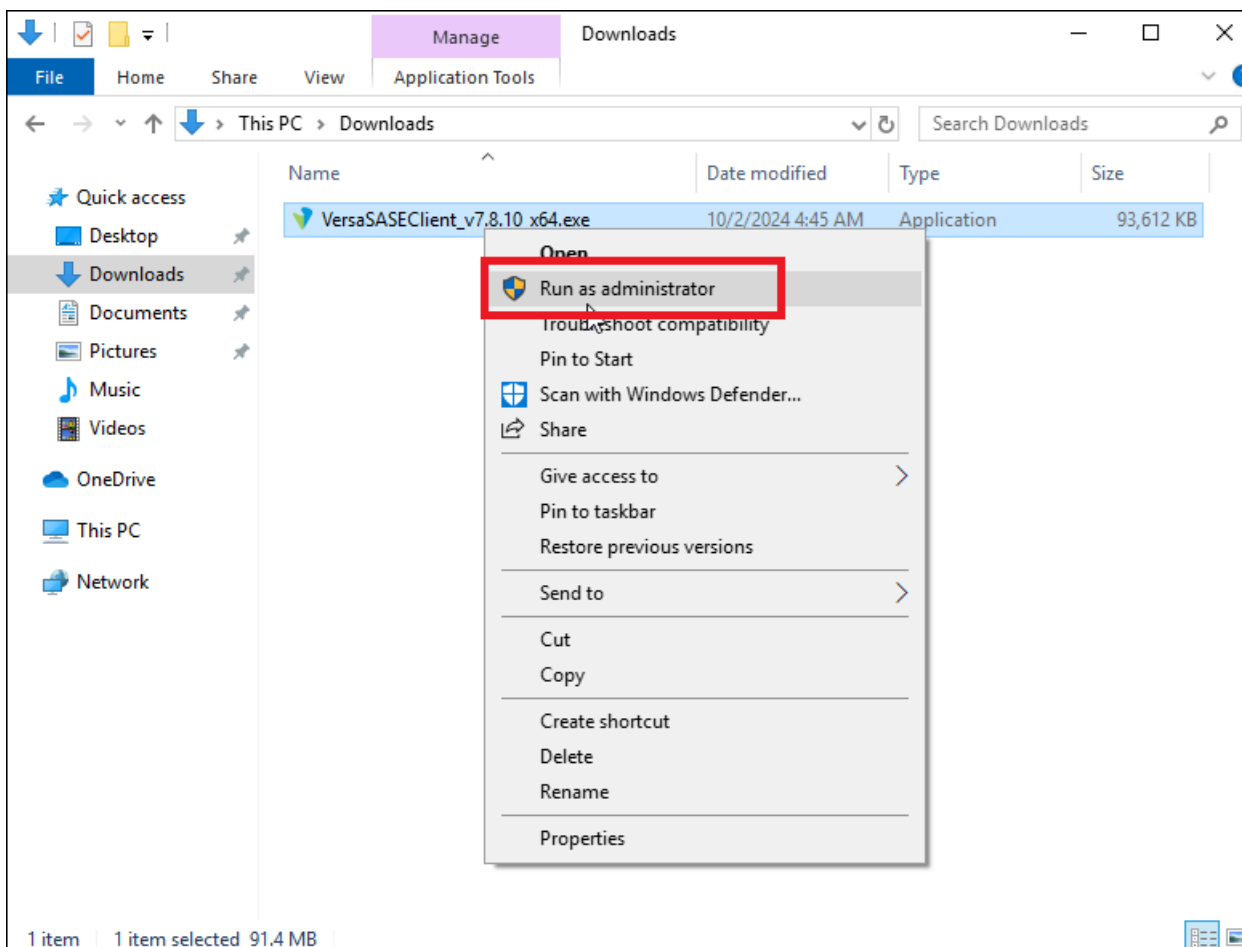 Manage
Downloads
File Home Share View Application Tools
This PC Downloads
Search Downloads
Name Date modified Type Size
Quick access
Desktop
Downloads
Documents
Pictures
Music
Videos
OneDrive
This PC
Network
VersaSASEClient_v7.8.10_x64.exe 10/2/2024 4:45 AM Application 93,612 KB
Open
Run as administrator
Troubleshoot compatibility
Pin to Start
Scan with Windows Defender...
Share
Give access to
Pin to taskbar
Restore previous versions
Send to
Cut
Copy
Create shortcut
Delete
Rename
Properties
1 item 1 item selected 91.4 MB